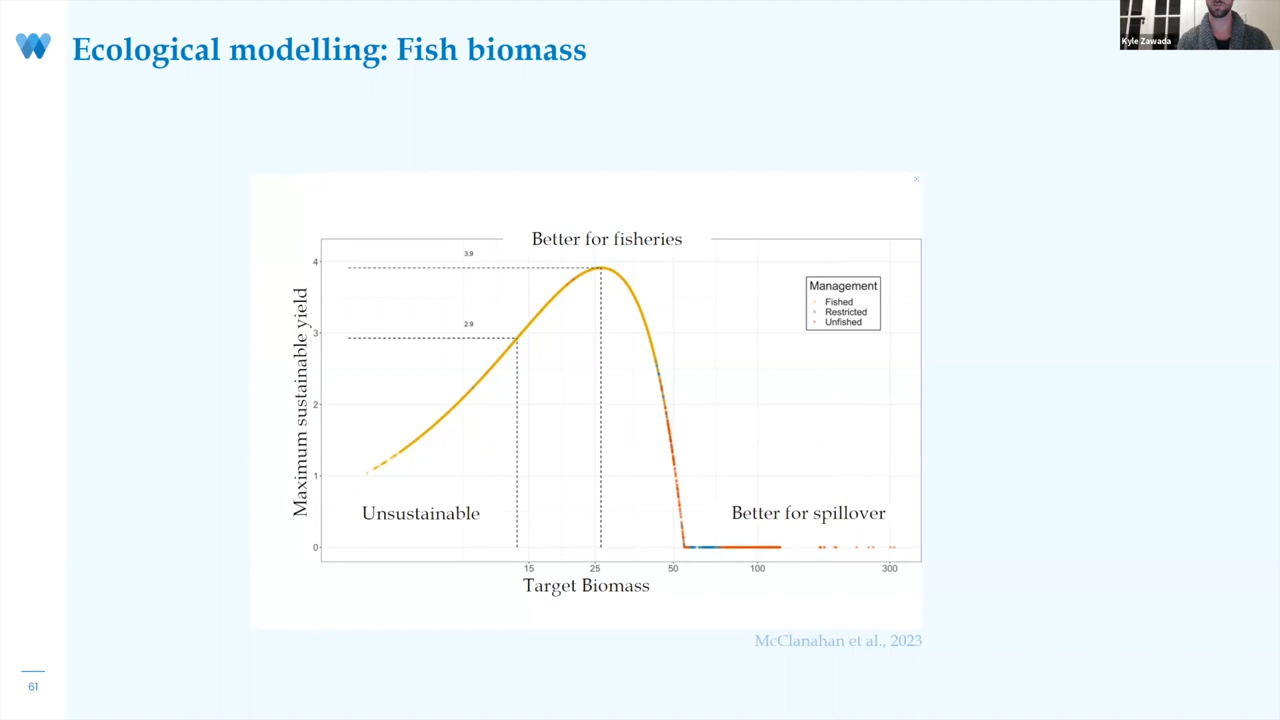 Kyle Zawada
Ecological modelling: Fish biomass
Better for fisheries
3.9
2.9
4
3
2
1
0
Maximum sustainable yield
Management
Fished
Restricted
Unfished
Unsustainable
Better for spillover
15 25 50 100 300
Target Biomass
McClanahan et al., 2023
61